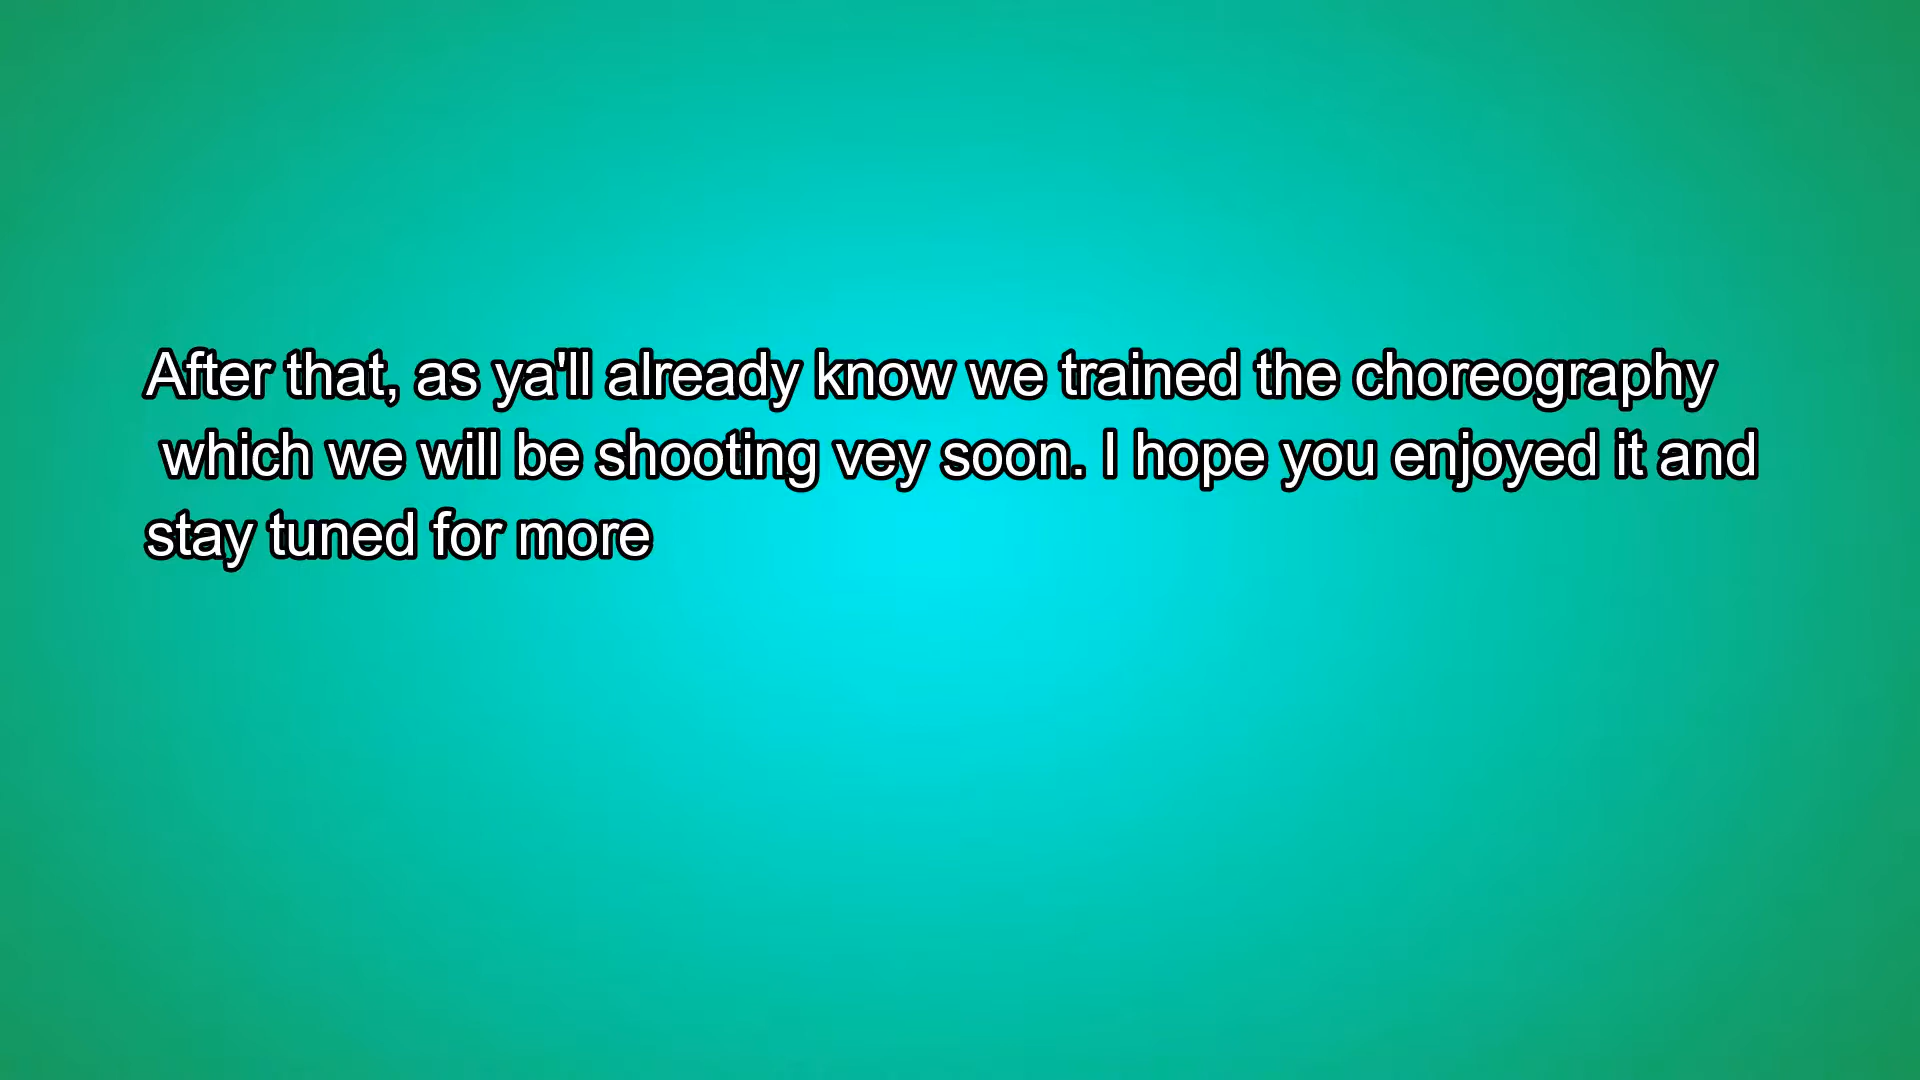 After that, as ya'll already know we trained the choreography
which we will be shooting vey soon. I hope you enjoyed it and
stay tuned for more